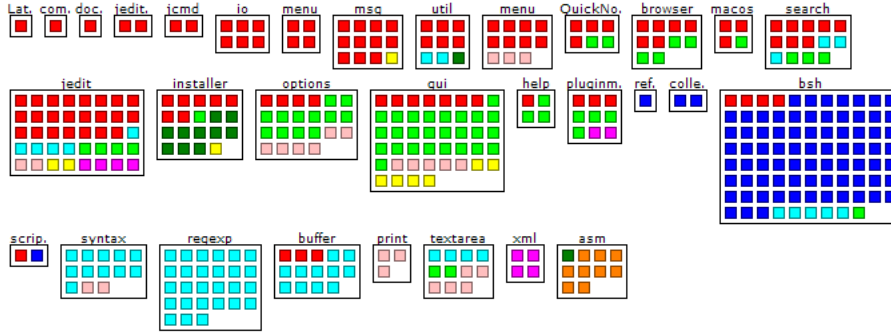 Lat. com. doc. jedit. jcmd io menu msg util menu QuickNo. browser macos search
jedit installer options gui help pluginm. ref. colle. bsh
scrip. syntax regexp buffer print textarea xml asm